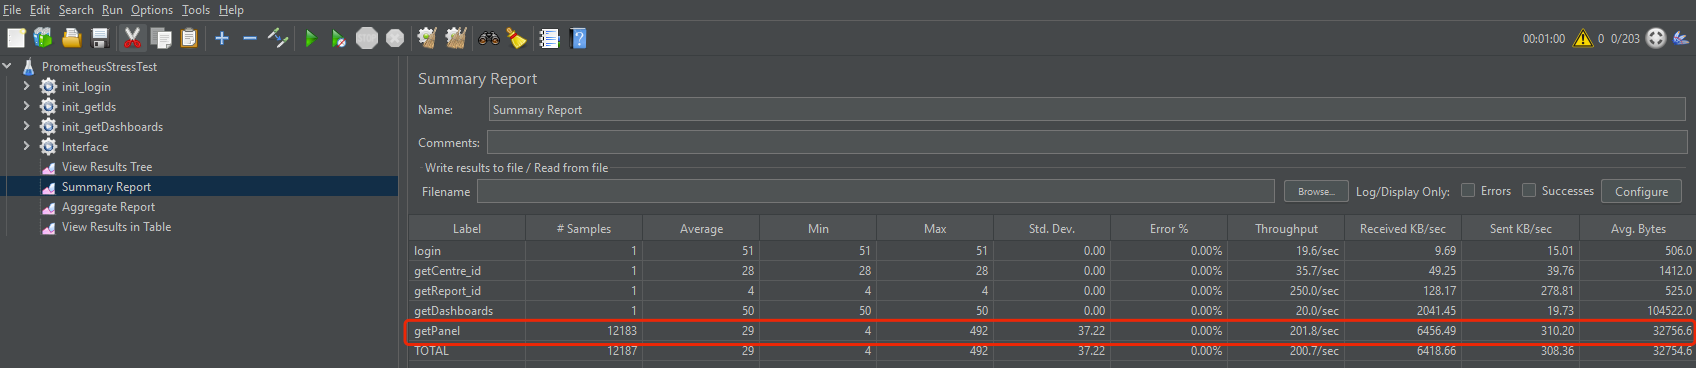 File Edit Search Run Options Tools Help
00:01:00 0 0/203
PrometheusStressTest
init_login
init_getIds
init_getDashboards
Interface
View Results Tree
Summary Report
Aggregate Report
View Results in Table
Summary Report
Name: Summary Report
Comments:
Write results to file / Read from file
Filename Browse... Log/Display Only: Errors Successes Configure
Label # Samples Average Min Max Std. Dev. Error % Throughput Received KB/sec Sent KB/sec Avg. Bytes
login 1 51 51 51 0.00 0.00% 19.6/sec 9.69 15.01 506.0
getCentre_id 1 28 28 28 0.00 0.00% 35.7/sec 49.25 39.76 1412.0
getReport_id 1 4 4 4 0.00 0.00% 250.0/sec 128.17 278.81 525.0
getDashboards 1 50 50 50 0.00 0.00% 20.0/sec 2041.45 19.73 104522.0
getPanel 12183 29 4 492 37.22 0.00% 201.8/sec 6456.49 310.20 32756.6
TOTAL 12187 29 4 492 37.22 0.00% 200.7/sec 6418.66 308.36 32754.6